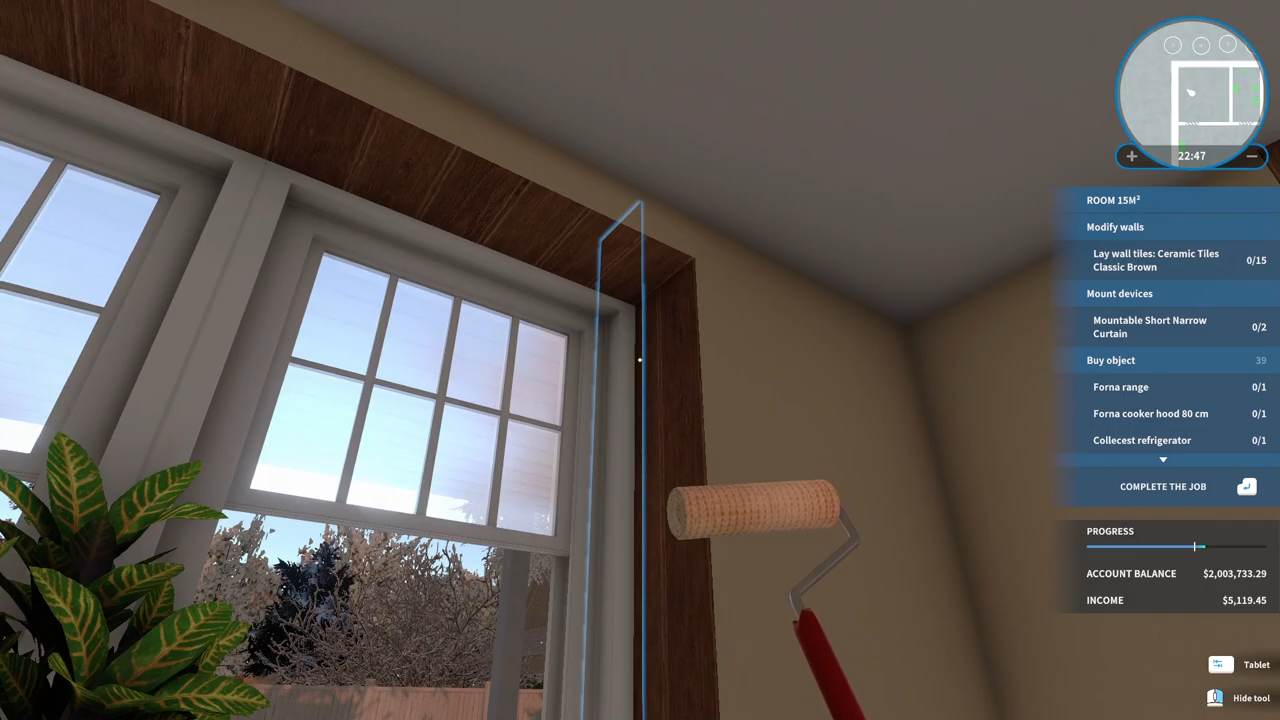 22:47
ROOM 15M²
Modify walls
Lay wall tiles: Ceramic Tiles
Classic Brown
0/15
Mount devices
Mountable Short Narrow
Curtain
0/2
Buy object 39
Forna range 0/1
Forna cooker hood 80 cm 0/1
Collecest refrigerator 0/1
COMPLETE THE JOB
PROGRESS
ACCOUNT BALANCE $2,003,733.29
INCOME $5,119.45
Tablet
Hide tool